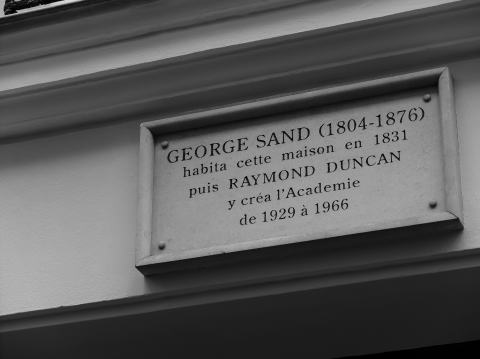 GEORGE SAND (1804-1876)
habita cette maison en 1831
puis RAYMOND DUNCAN
y créa l'Academie
de 1929 à 1966